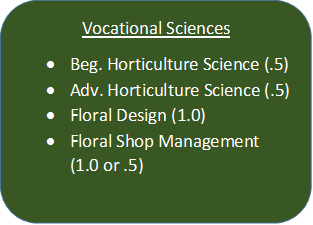 Vocational Sciences
• Beg. Horticulture Science (.5)
• Adv. Horticulture Science (.5)
• Floral Design (1.0)
• Floral Shop Management
(1.0 or .5)